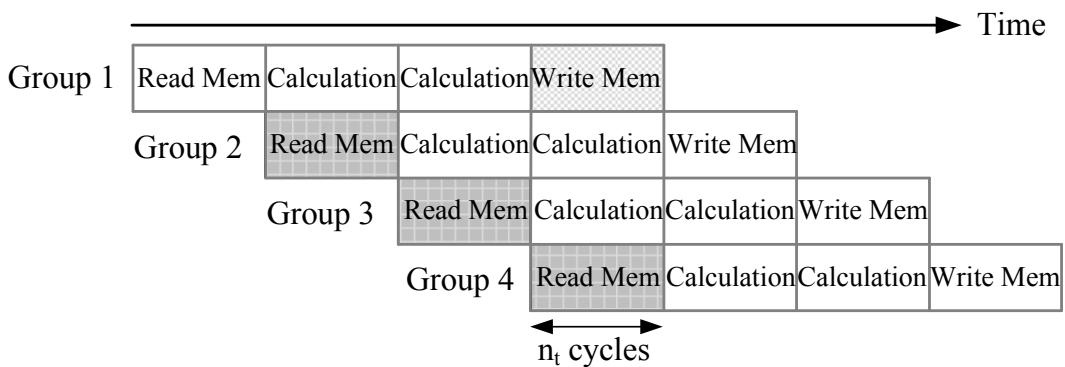 Time
Group 1 Read Mem Calculation Calculation Write Mem
Group 2 Read Mem Calculation Calculation Write Mem
Group 3 Read Mem Calculation Calculation Write Mem
Group 4 Read Mem Calculation Calculation Write Mem
nt cycles